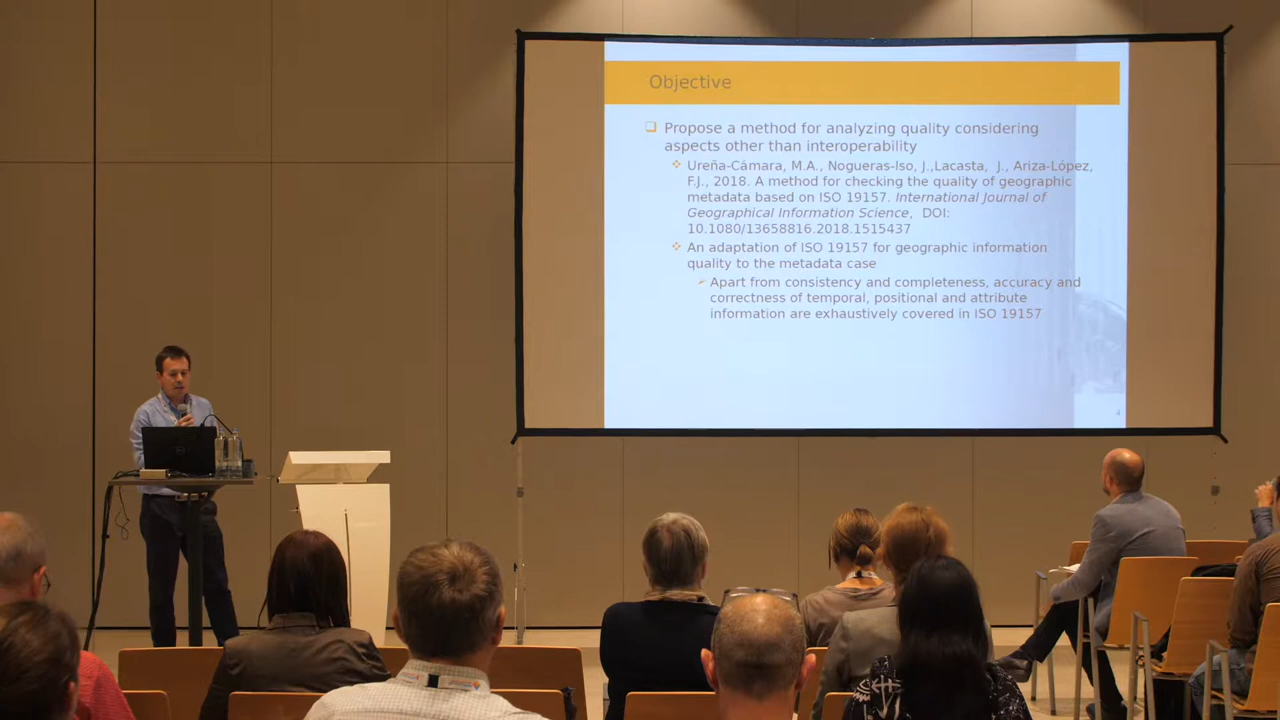 Objective
Propose a method for analyzing quality considering
aspects other than interoperability
Ureña-Cámara, M.A., Nogueras-Iso, J.,Lacasta, J., Ariza-López,
F.J., 2018. A method for checking the quality of geographic
metadata based on ISO 19157. International Journal of
Geographical Information Science, DOI:
10.1080/13658816.2018.1515437
An adaptation of ISO 19157 for geographic information
quality to the metadata case
Apart from consistency and completeness, accuracy and
correctness of temporal, positional and attribute
information are exhaustively covered in ISO 19157
4